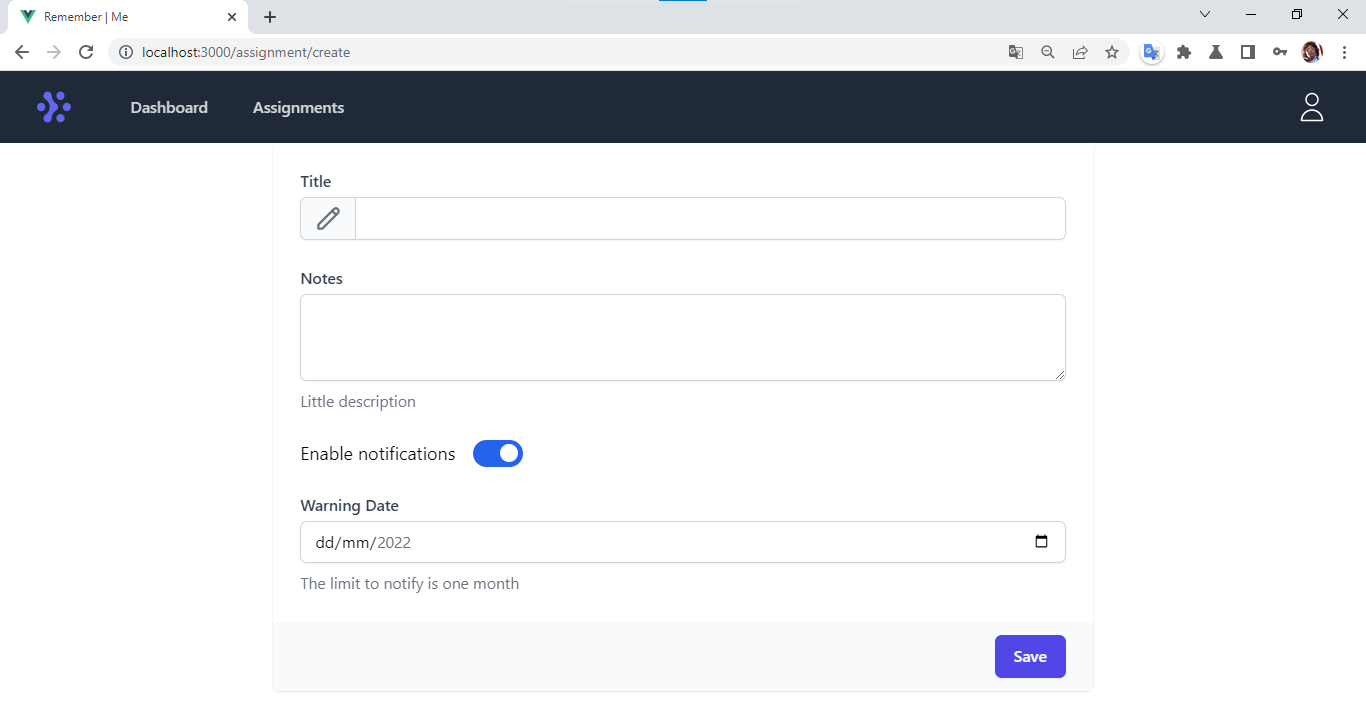 Remember | Me
localhost:3000/assignment/create
Dashboard Assignments
Title
Notes
Little description
Enable notifications
Warning Date
dd/mm/2022
The limit to notify is one month
Save